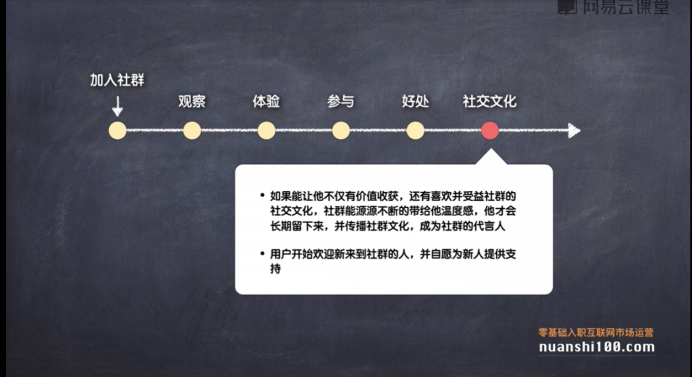 网易云课堂
加入社群
观察 体验 参与 好处 社交文化
• 如果能让他不仅有价值收获，还有喜欢并受益社群的
社交文化，社群能源源不断的带给他温度感，他才会
长期留下来，并传播社群文化，成为社群的代言人
• 用户开始欢迎新来到社群的人，并自愿为新人提供支
持
零基础入职互联网市场运营
nuanshi100.com